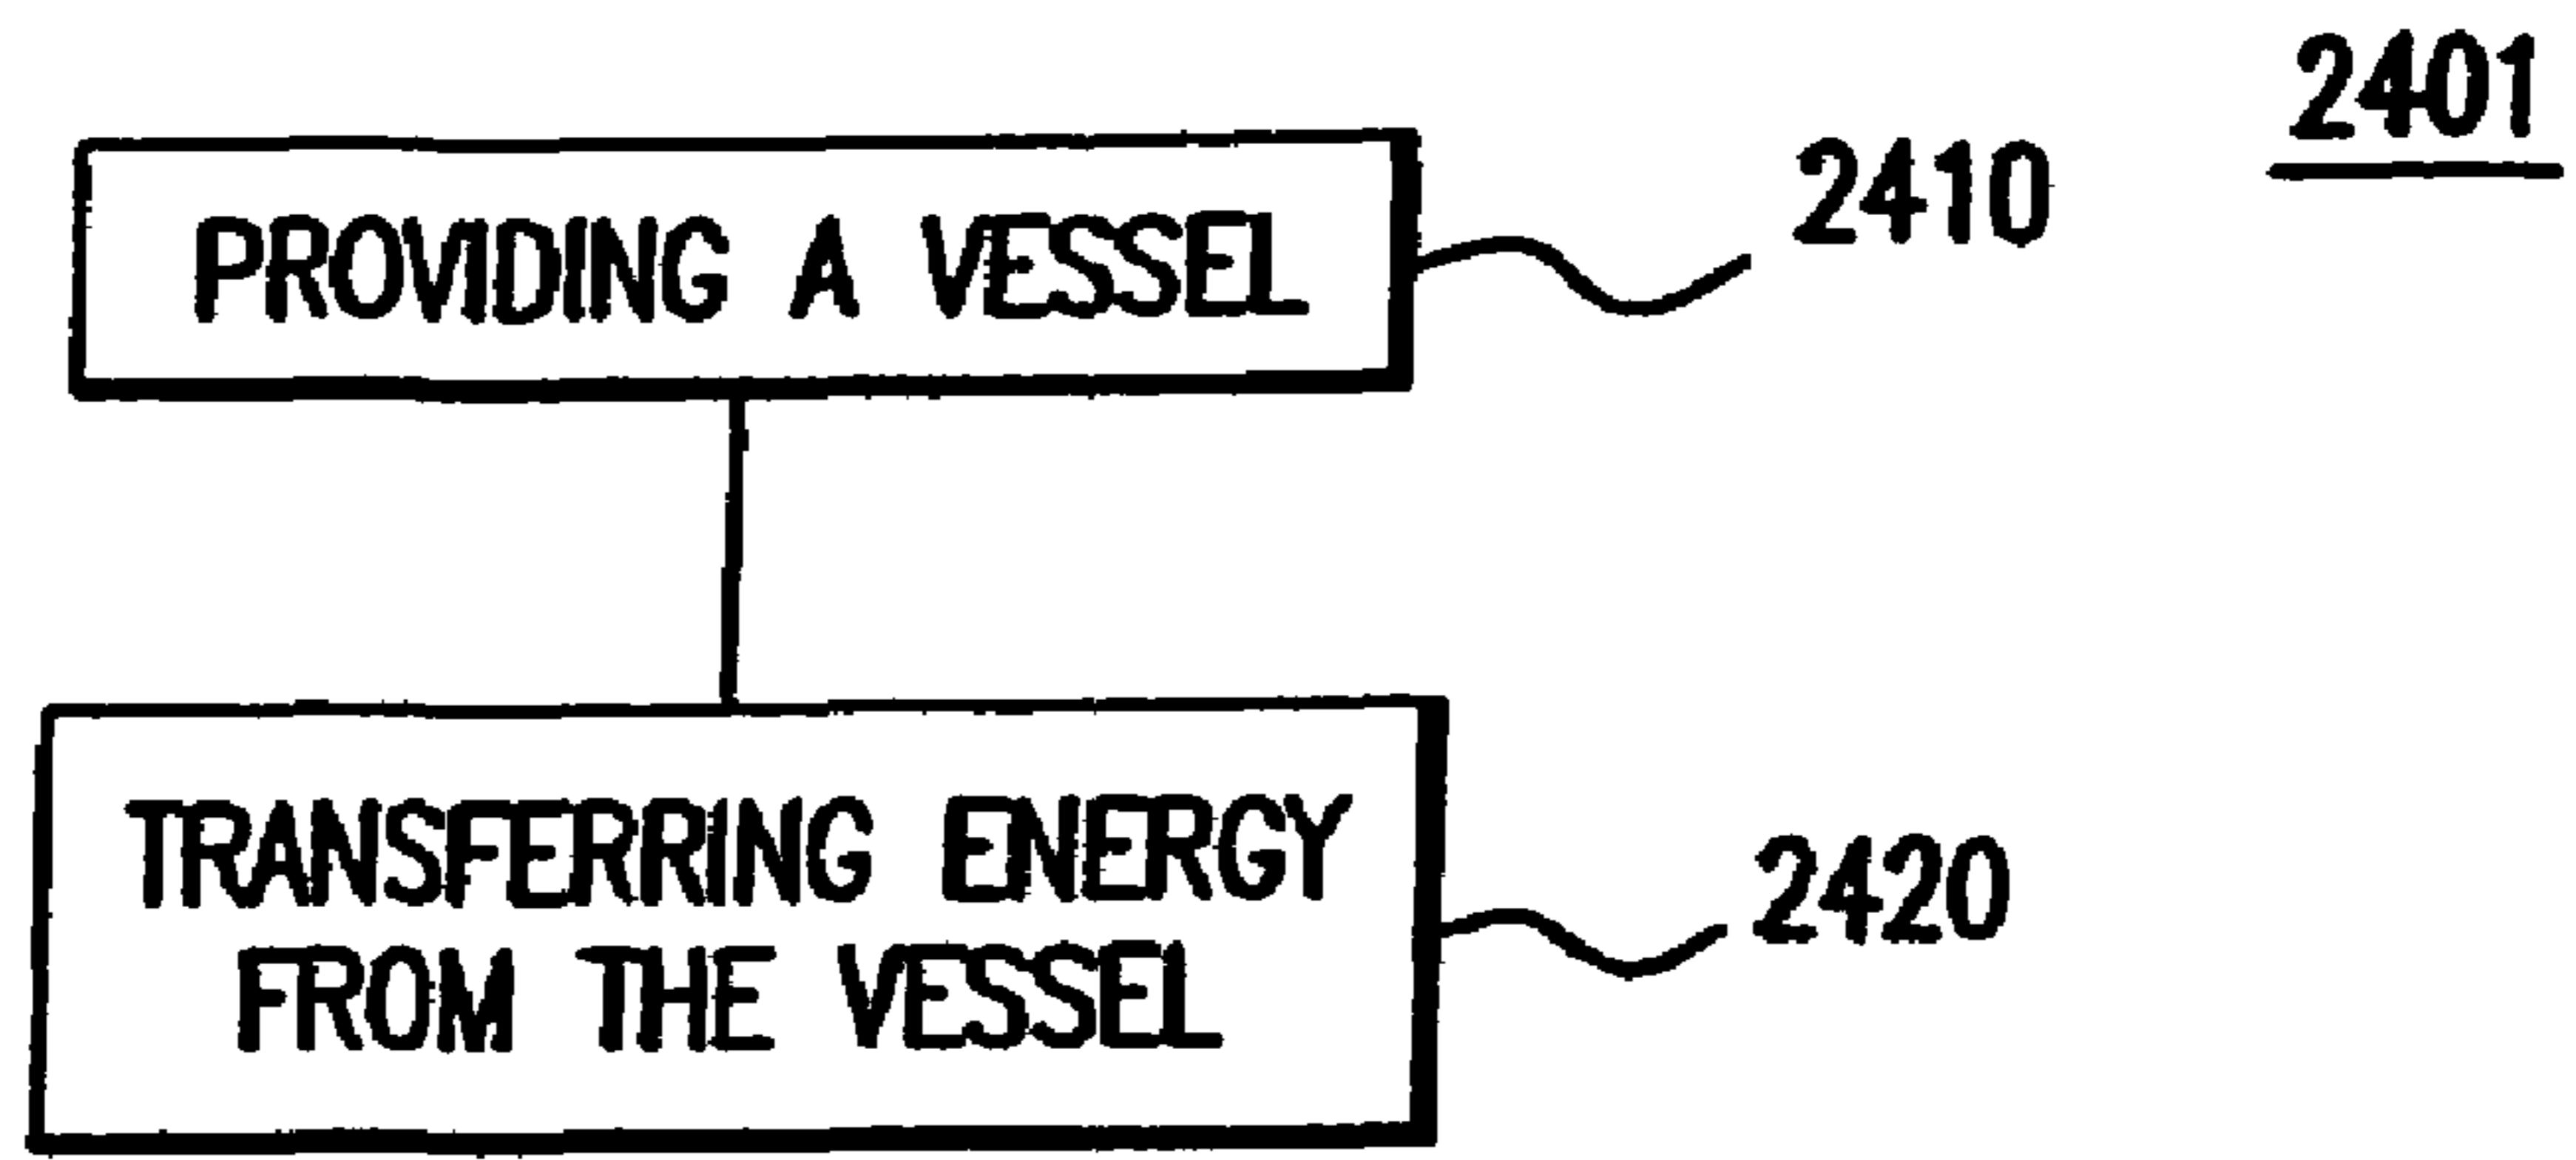 2401
2410
PROVIDING A VESSEL
TRANSFERRING ENERGY
FROM THE VESSEL
2420